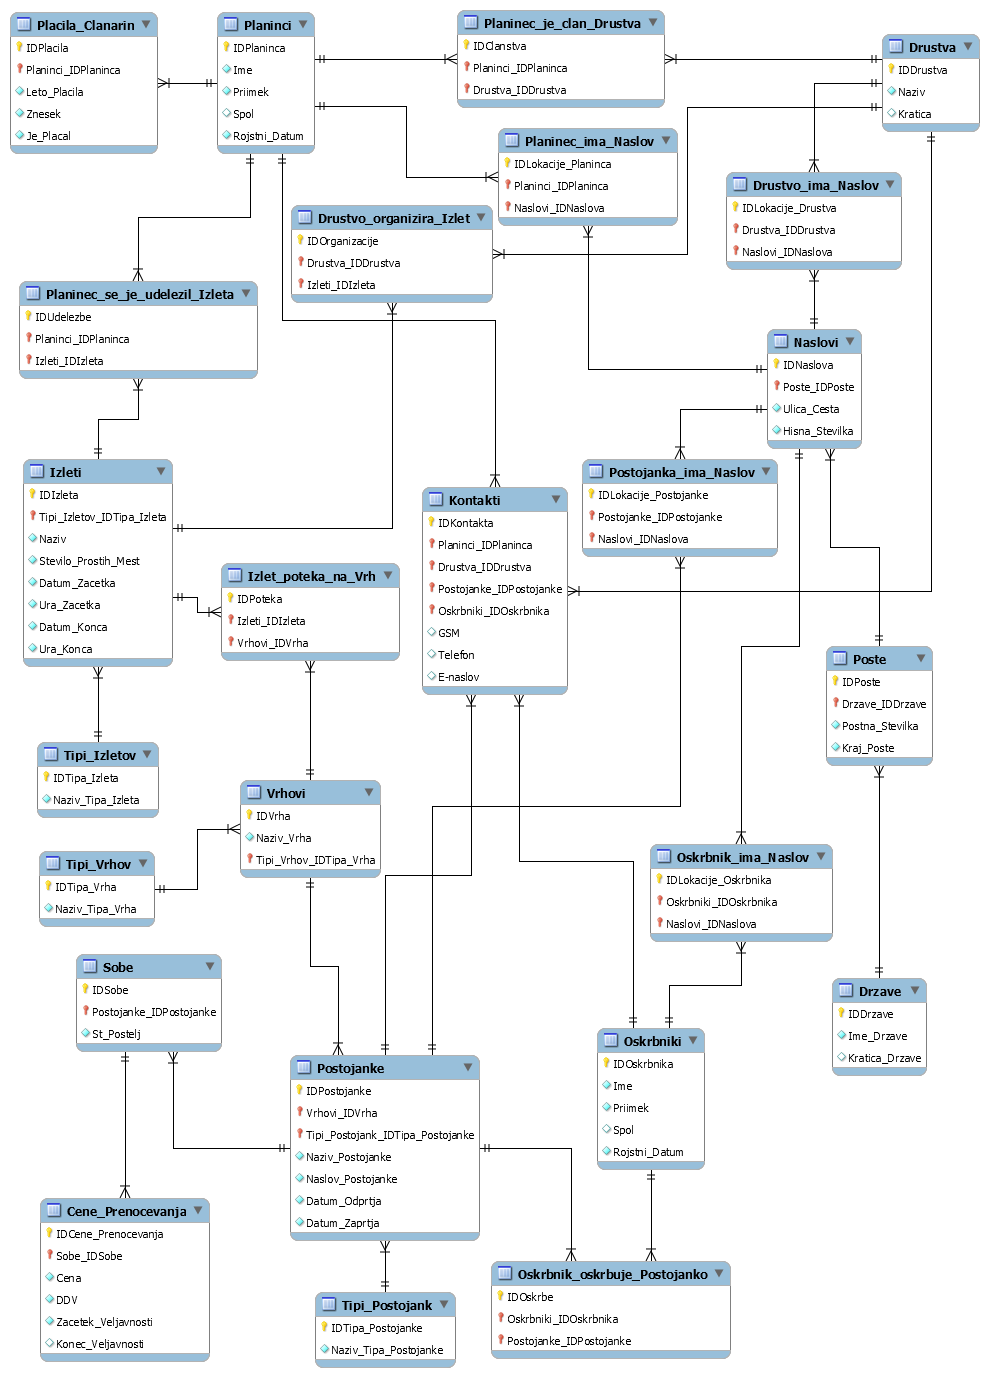 Placila_Clanarin
IDPlacila
Planinci_IDPlaninca
Leto_Placila
Znesek
Je_Placal
Planinci
IDPlaninca
Ime
Priimek
Spol
Rojstni_Datum
Planinec_je_clan_Drustva
IDClanstva
Planinci_IDPlaninca
Drustva_IDDrustva
Drustva
IDDrustva
Naziv
Kratica
Planinec_ima_Naslov
IDLokacije_Planinca
Planinci_IDPlaninca
Naslovi_IDNaslova
Drustvo_ima_Naslov
IDLokacije_Drustva
Drustva_IDDrustva
Naslovi_IDNaslova
Drustvo_organizira_Izlet
IDOrganizacije
Drustva_IDDrustva
Izleti_IDIzleta
Planinec_se_je_udelezil_Izleta
IDUdelezbe
Planinci_IDPlaninca
Izleti_IDIzleta
Naslovi
IDNaslova
Poste_IDPoste
Ulica_Cesta
Hisna_Stevilka
Izleti
IDIzleta
Tipi_Izletov_IDTipa_Izleta
Naziv
Stevilo_Prostih_Mest
Datum_Zacetka
Ura_Zacetka
Datum_Konca
Ura_Konca
Postojanka_ima_Naslov
IDLokacije_Postojanke
Postojanke_IDPostojanke
Naslovi_IDNaslova
Kontakti
IDKontakta
Planinci_IDPlaninca
Drustva_IDDrustva
Postojanke_IDPostojanke
Oskrbniki_IDOskrbnika
GSM
Telefon
E-naslov
Izlet_poteka_na_Vrh
IDPoteka
Izleti_IDIzleta
Vrhovi_IDVrha
Poste
IDPoste
Drzave_IDDrzave
Postna_Stevilka
Kraj_Poste
Tipi_Izletov
IDTipa_Izleta
Naziv_Tipa_Izleta
Vrhovi
IDVrha
Naziv_Vrha
Tipi_Vrhov_IDTipa_Vrha
Tipi_Vrhov
IDTipa_Vrha
Naziv_Tipa_Vrha
Oskrbnik_ima_Naslov
IDLokacije_Oskrbnika
Oskrbniki_IDOskrbnika
Naslovi_IDNaslova
Sobe
IDSobe
Postojanke_IDPostojanke
St_Postelj
Drzave
IDDrzave
Ime_Drzave
Kratica_Drzave
Oskrbniki
IDOskrbnika
Ime
Priimek
Spol
Rojstni_Datum
Postojanke
IDPostojanke
Vrhovi_IDVrha
Tipi_Postojank_IDTipa_Postojanke
Naziv_Postojanke
Naslov_Postojanke
Datum_Odprtja
Datum_Zaprtja
Cene_Prenocevanja
IDCene_Prenocevanja
Sobe_IDSobe
Cena
DDV
Zacetek_Veljavnosti
Konec_Veljavnosti
Oskrbnik_oskrbuje_Postojanko
IDOskrbe
Oskrbniki_IDOskrbnika
Postojanke_IDPostojanke
Tipi_Postojank
IDTipa_Postojanke
Naziv_Tipa_Postojanke